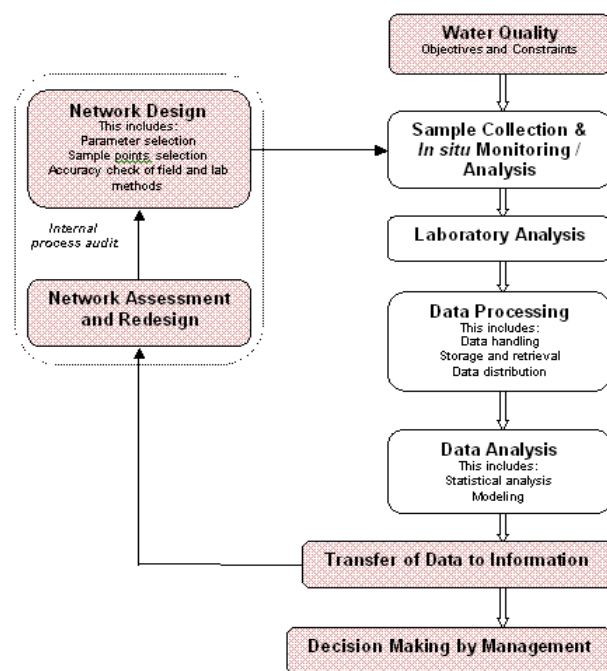 Water Quality
Objectives and Constraints
Network Design
This includes:
Parameter selection
Sample points selection
Accuracy check of field and lab
methods
Sample Collection &
In situ Monitoring /
Analysis
Internal
process audit
Laboratory Analysis
Network Assessment
and Redesign
Data Processing
This includes:
Data handling
Storage and retrieval
Data distribution
Data Analysis
This includes:
Statistical analysis
Modeling
Transfer of Data to Information
Decision Making by Management